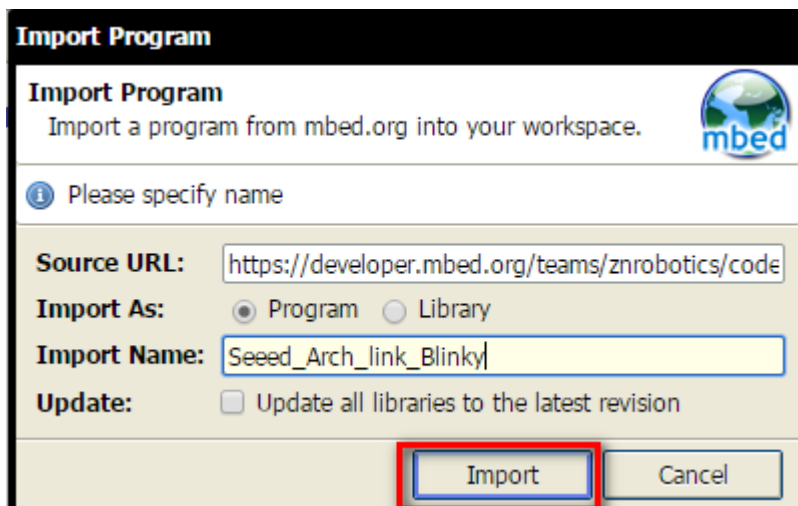 Import Program
Import Program
Import a program from mbed.org into your workspace.
mbed
Please specify name
Source URL: https://developer.mbed.org/teams/znrobotics/code
Import As: Program Library
Import Name: Seeed_Arch_link_Blinky
Update: Update all libraries to the latest revision
Import Cancel